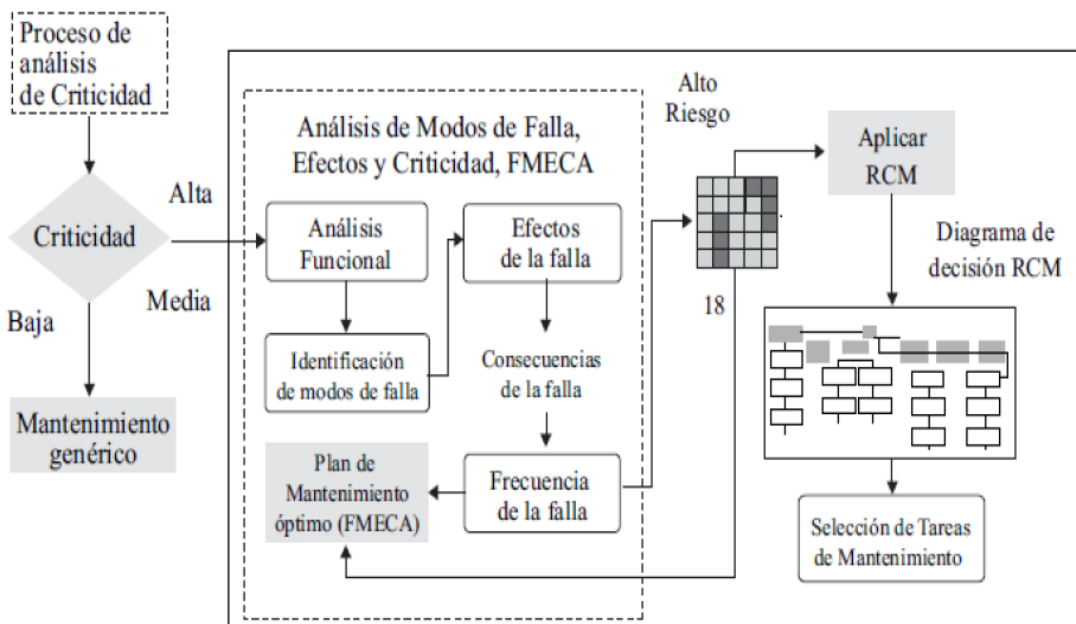 Proceso de
análisis
de Criticidad
Criticidad
Alta
Media
Baja
Mantenimiento
genérico
Análisis de Modos de Falla,
Efectos y Criticidad, FMECA
Análisis
Funcional
Identificación
de modos de falla
Efectos
de la falla
Consecuencias
de la falla
Frecuencia
de la falla
Plan de
Mantenimiento
óptimo (FMECA)
Alto
Riesgo
18
Aplicar
RCM
Diagrama de
decisión RCM
Selección de Tareas
de Mantenimiento